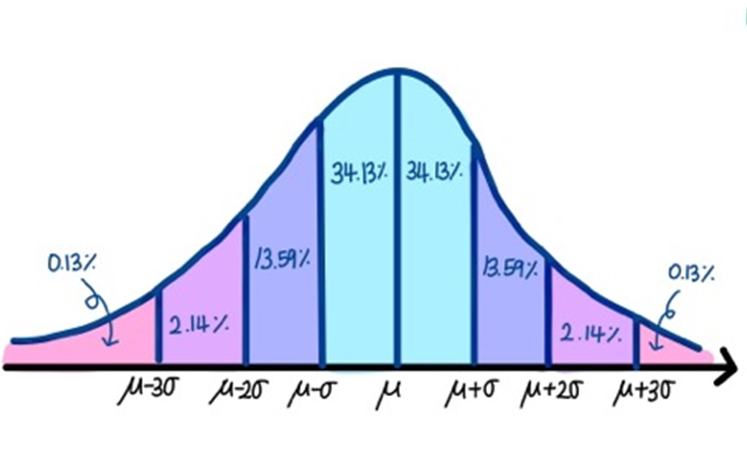 34.13% 34.13%
13.59% 13.59%
0.13% 0.13%
2.14% 2.14%
μ-3σ μ-2σ μ-σ μ μ+σ μ+2σ μ+3σ